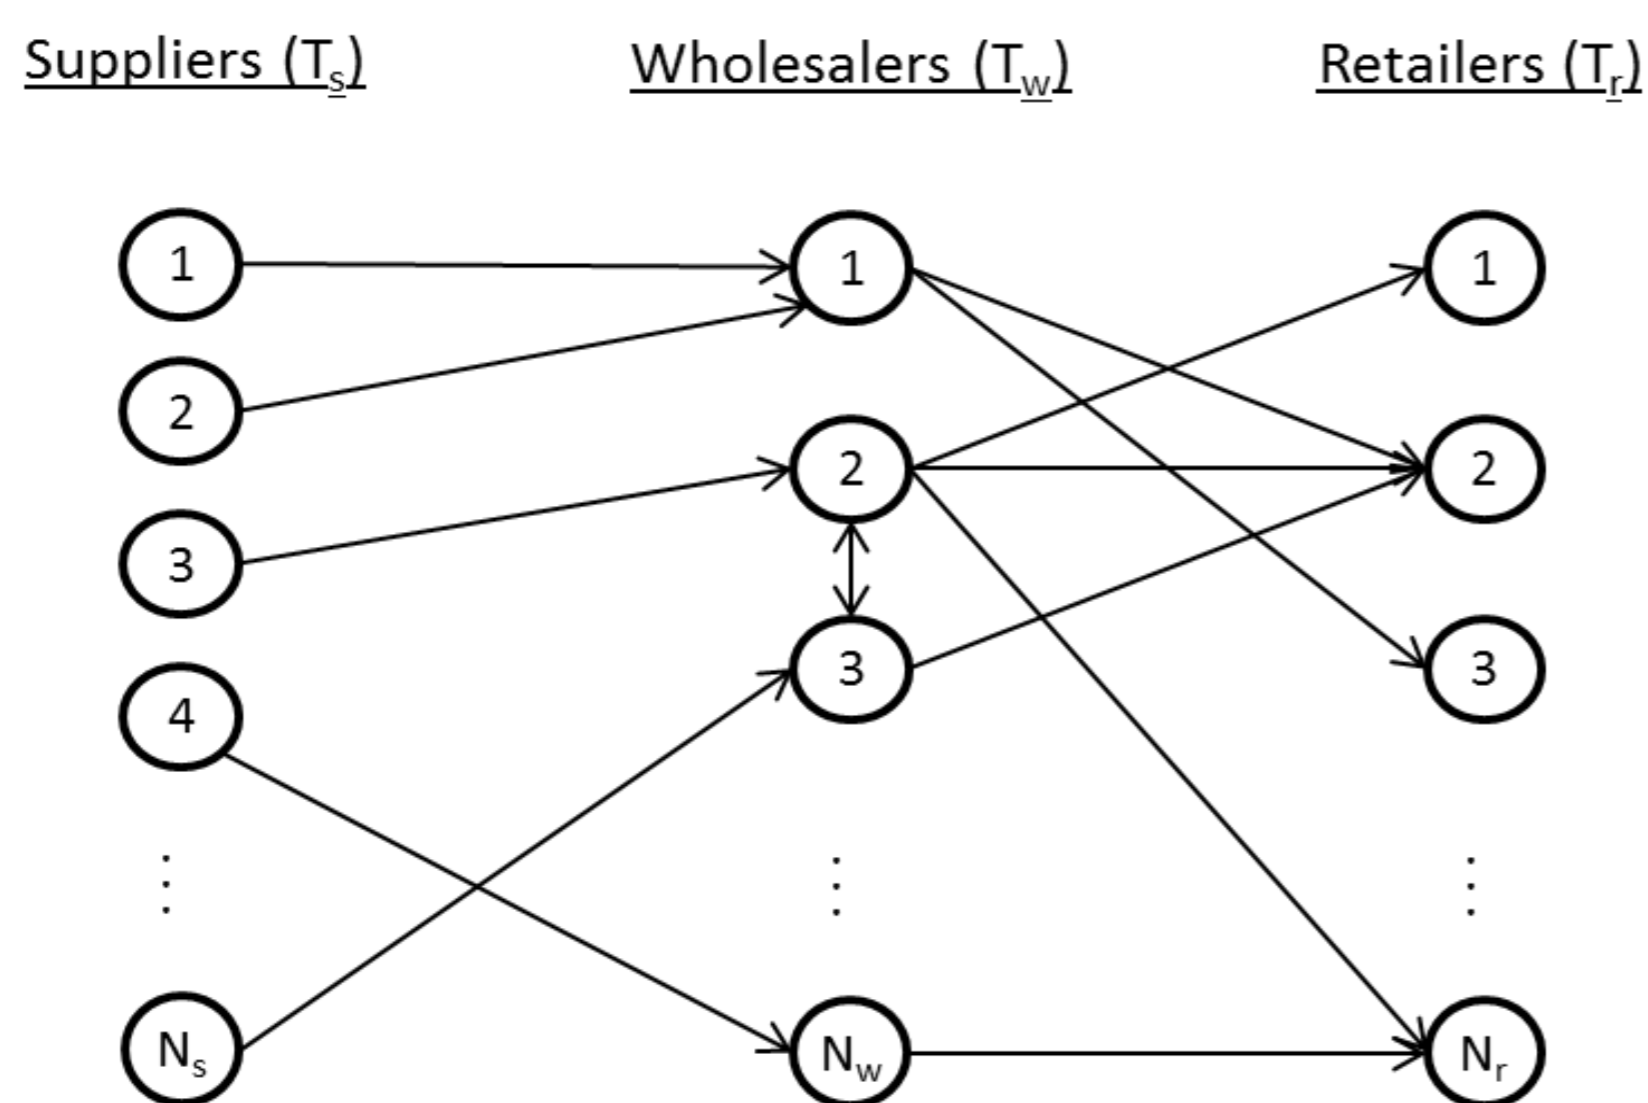 Suppliers (Ts) Wholesalers (Tw) Retailers (Tr)
1 1 1
2 2 2
3 3 3
4
⋮ ⋮ ⋮
Ns Nw Nr